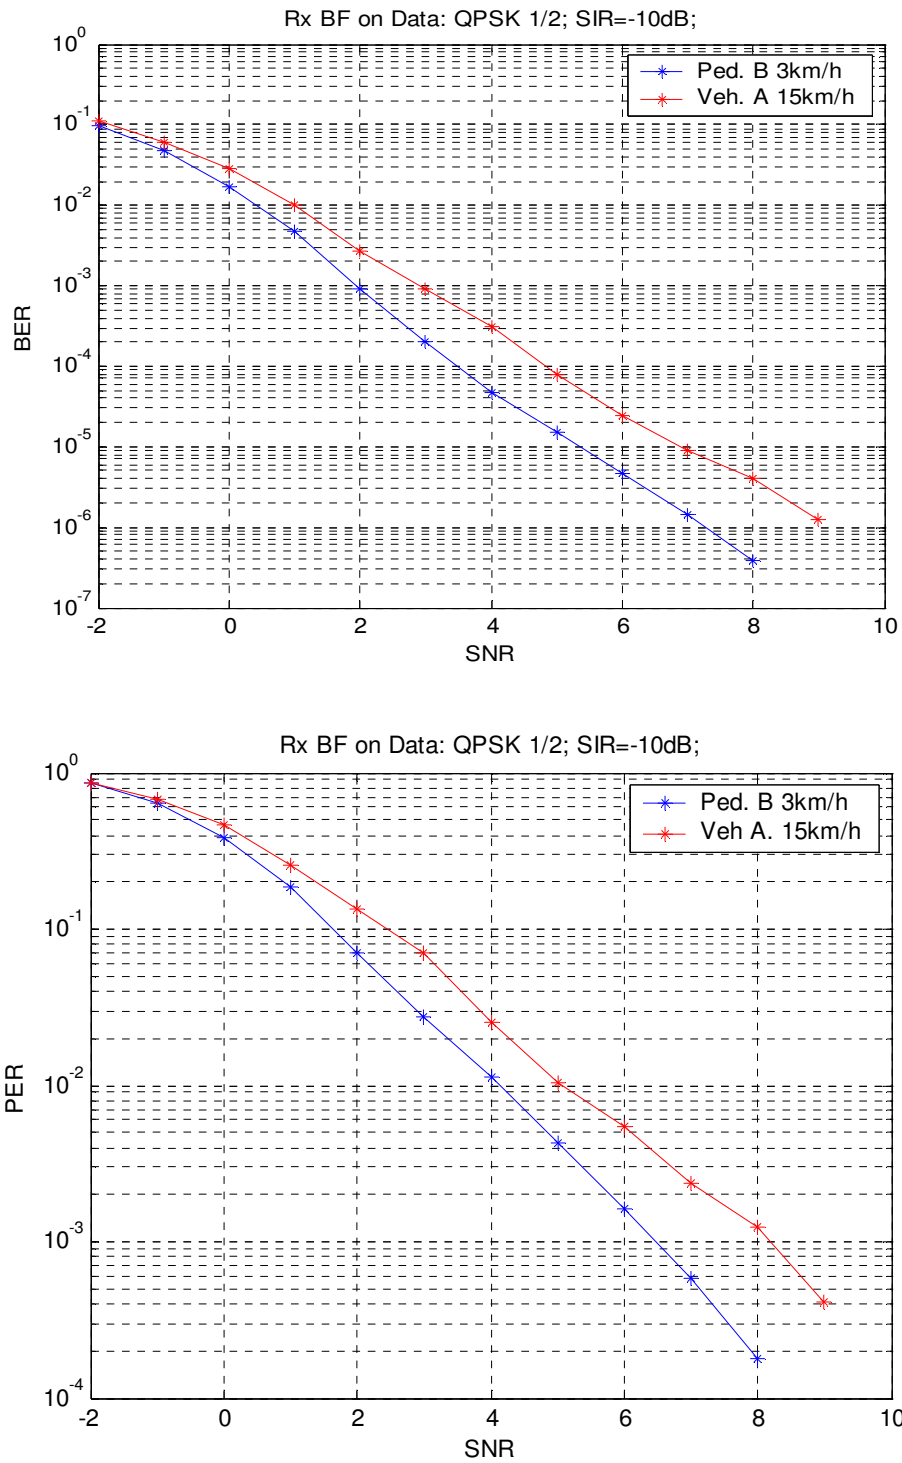 Rx BF on Data: QPSK 1/2; SIR=-10dB;
Ped. B 3km/h
Veh. A 15km/h
10^0
10^-1
10^-2
10^-3
10^-4
10^-5
10^-6
10^-7
BER
-2 0 2 4 6 8 10
SNR
Rx BF on Data: QPSK 1/2; SIR=-10dB;
Ped. B 3km/h
Veh A. 15km/h
10^0
10^-1
10^-2
10^-3
10^-4
PER
-2 0 2 4 6 8 10
SNR